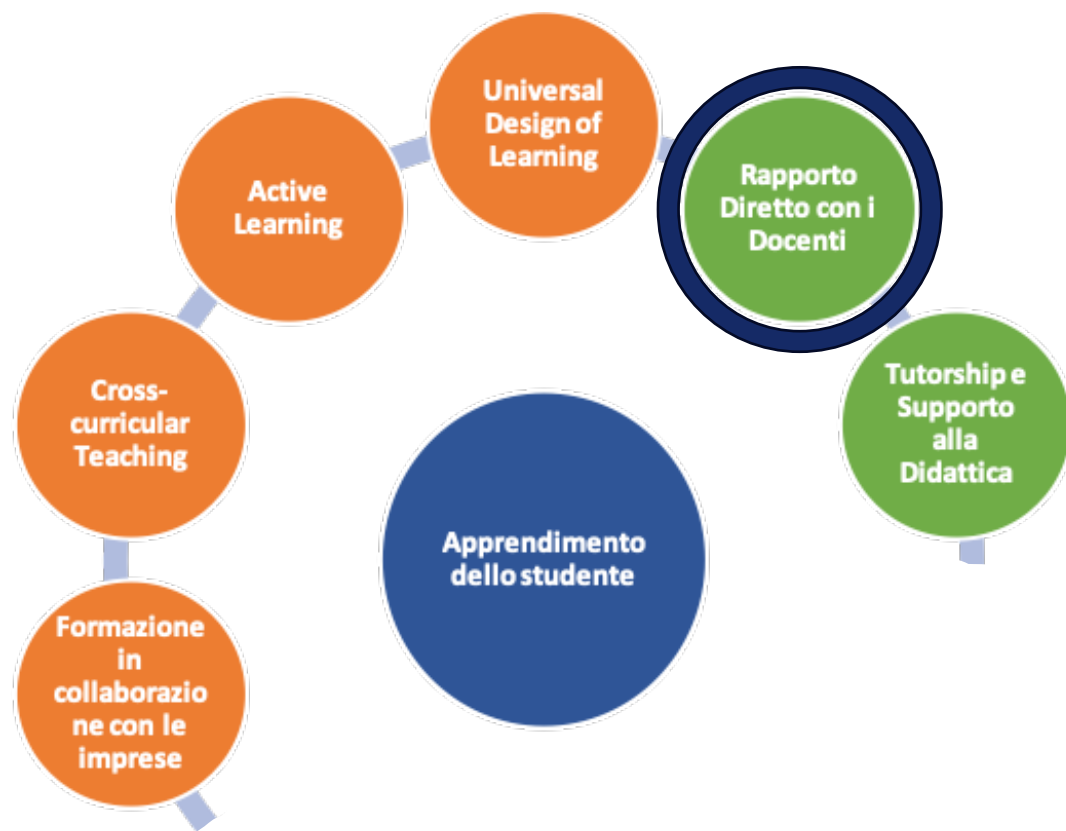 Universal
Design of
Learning
Rapporto
Diretto con i
Docenti
Active
Learning
Tutorship e
Supporto
alla
Didattica
Cross-
curricular
Teaching
Apprendimento
dello studente
Formazione
in
collaborazio
ne con le
imprese